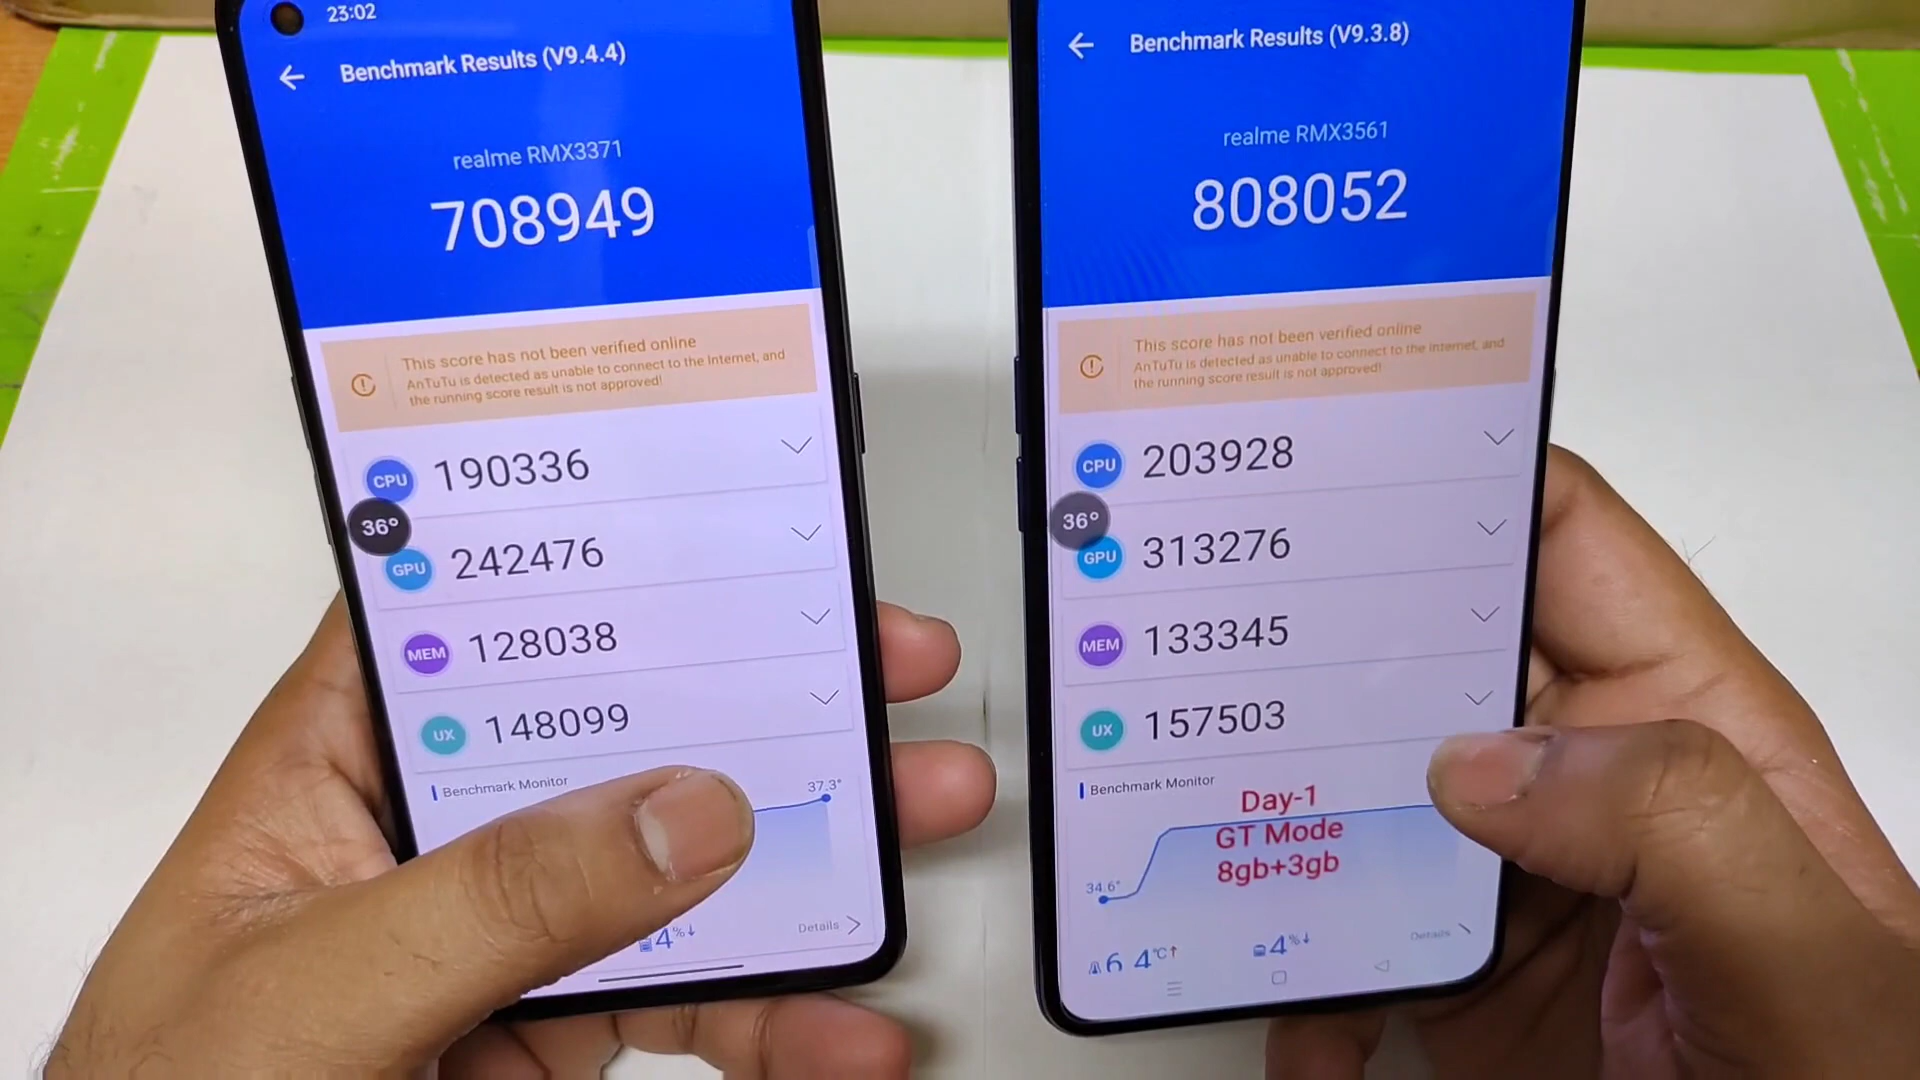 23:02
Benchmark Results (V9.4.4)
realme RMX3371
708949
This score has not been verified online
AnTuTu is detected as unable to connect to the Internet, and
the running score result is not approved!
CPU 190336
36°
GPU 242476
MEM 128038
UX 148099
Benchmark Monitor
37.3°
4%↓
Details
Benchmark Results (V9.3.8)
realme RMX3561
808052
This score has not been verified online
AnTuTu is detected as unable to connect to the Internet, and
the running score result is not approved!
CPU 203928
36°
GPU 313276
MEM 133345
UX 157503
Benchmark Monitor
Day-1
GT Mode
8gb+3gb
34.6°
6.4°C↑ 4%↓
Details